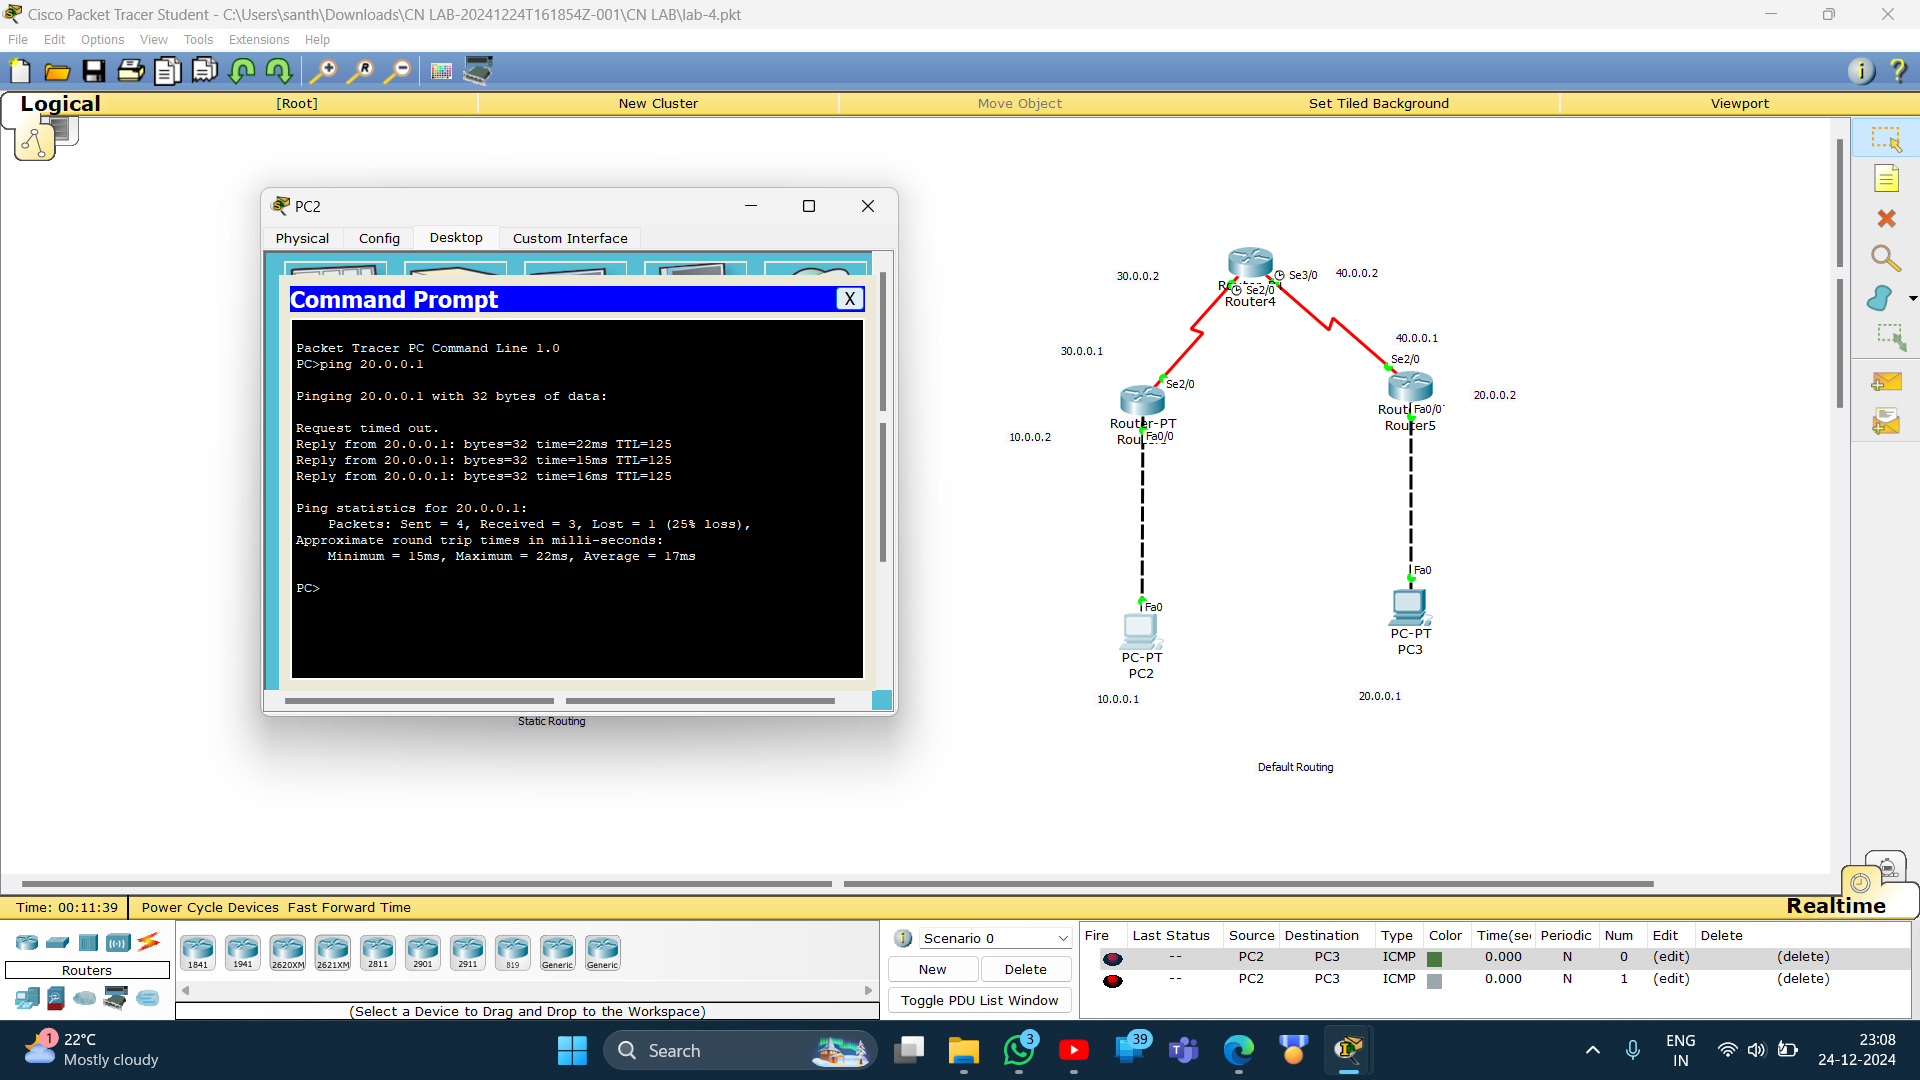 Cisco Packet Tracer Student - C:\Users\santh\Downloads\CN LAB-20241224T161854Z-001\CN LAB\lab-4.pkt
File Edit Options View Tools Extensions Help
Logical [Root] New Cluster Move Object Set Tiled Background Viewport
PC2
Physical Config Desktop Custom Interface
Command Prompt X
Packet Tracer PC Command Line 1.0
PC>ping 20.0.0.1
Pinging 20.0.0.1 with 32 bytes of data:
Request timed out.
Reply from 20.0.0.1: bytes=32 time=22ms TTL=125
Reply from 20.0.0.1: bytes=32 time=15ms TTL=125
Reply from 20.0.0.1: bytes=32 time=16ms TTL=125
Ping statistics for 20.0.0.1:
Packets: Sent = 4, Received = 3, Lost = 1 (25% loss),
Approximate round trip times in milli-seconds:
Minimum = 15ms, Maximum = 22ms, Average = 17ms
PC>
Static Routing
30.0.0.2
Se3/0
40.0.0.2
Se2/0
Router4
30.0.0.1
40.0.0.1
Se2/0
Se2/0
20.0.0.2
Fa0/0
Router5
Router-PT
10.0.0.2
Fa0/0
Fa0
PC-PT
PC3
20.0.0.1
Fa0
PC-PT
PC2
10.0.0.1
Default Routing
Time: 00:11:39 Power Cycle Devices Fast Forward Time
Realtime
Routers
1841 1941 2620XM 2621XM 2811 2901 2911 819 Generic Generic
(Select a Device to Drag and Drop to the Workspace)
Scenario 0
New Delete
Toggle PDU List Window
Fire Last Status Source Destination Type Color Time(sec Periodic Num Edit Delete
-- PC2 PC3 ICMP 0.000 N 0 (edit) (delete)
-- PC2 PC3 ICMP 0.000 N 1 (edit) (delete)
1
22°C
Mostly cloudy
Search
3
39
ENG
IN
23:08
24-12-2024